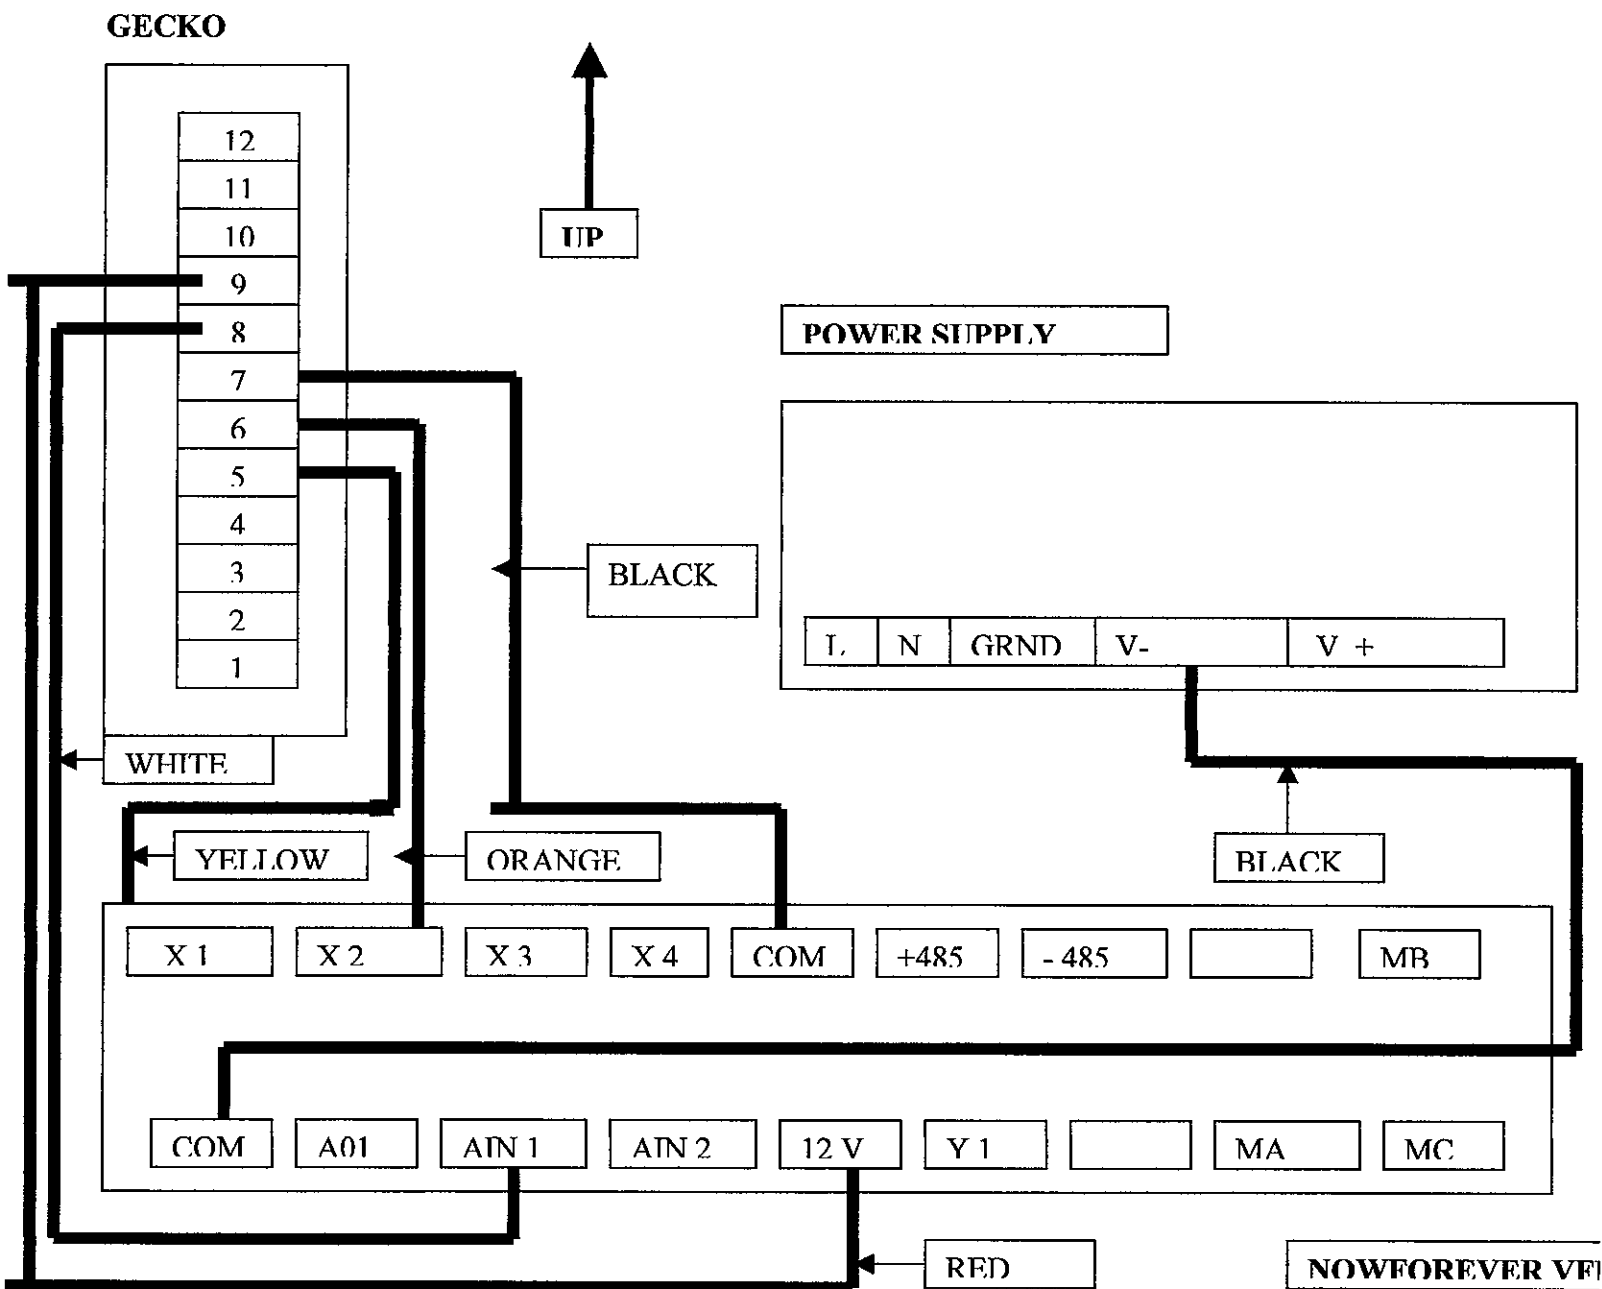 GECKO
12
11
10
9
8
7
6
5
4
3
2
1
UP
POWER SUPPLY
BLACK
L N GRND V- V +
WHITE
YELLOW
ORANGE
BLACK
X 1 X 2 X 3 X 4 COM +485 - 485 MB
COM A01 AIN 1 AIN 2 12 V Y 1 MA MC
RED
NOWFOREVER